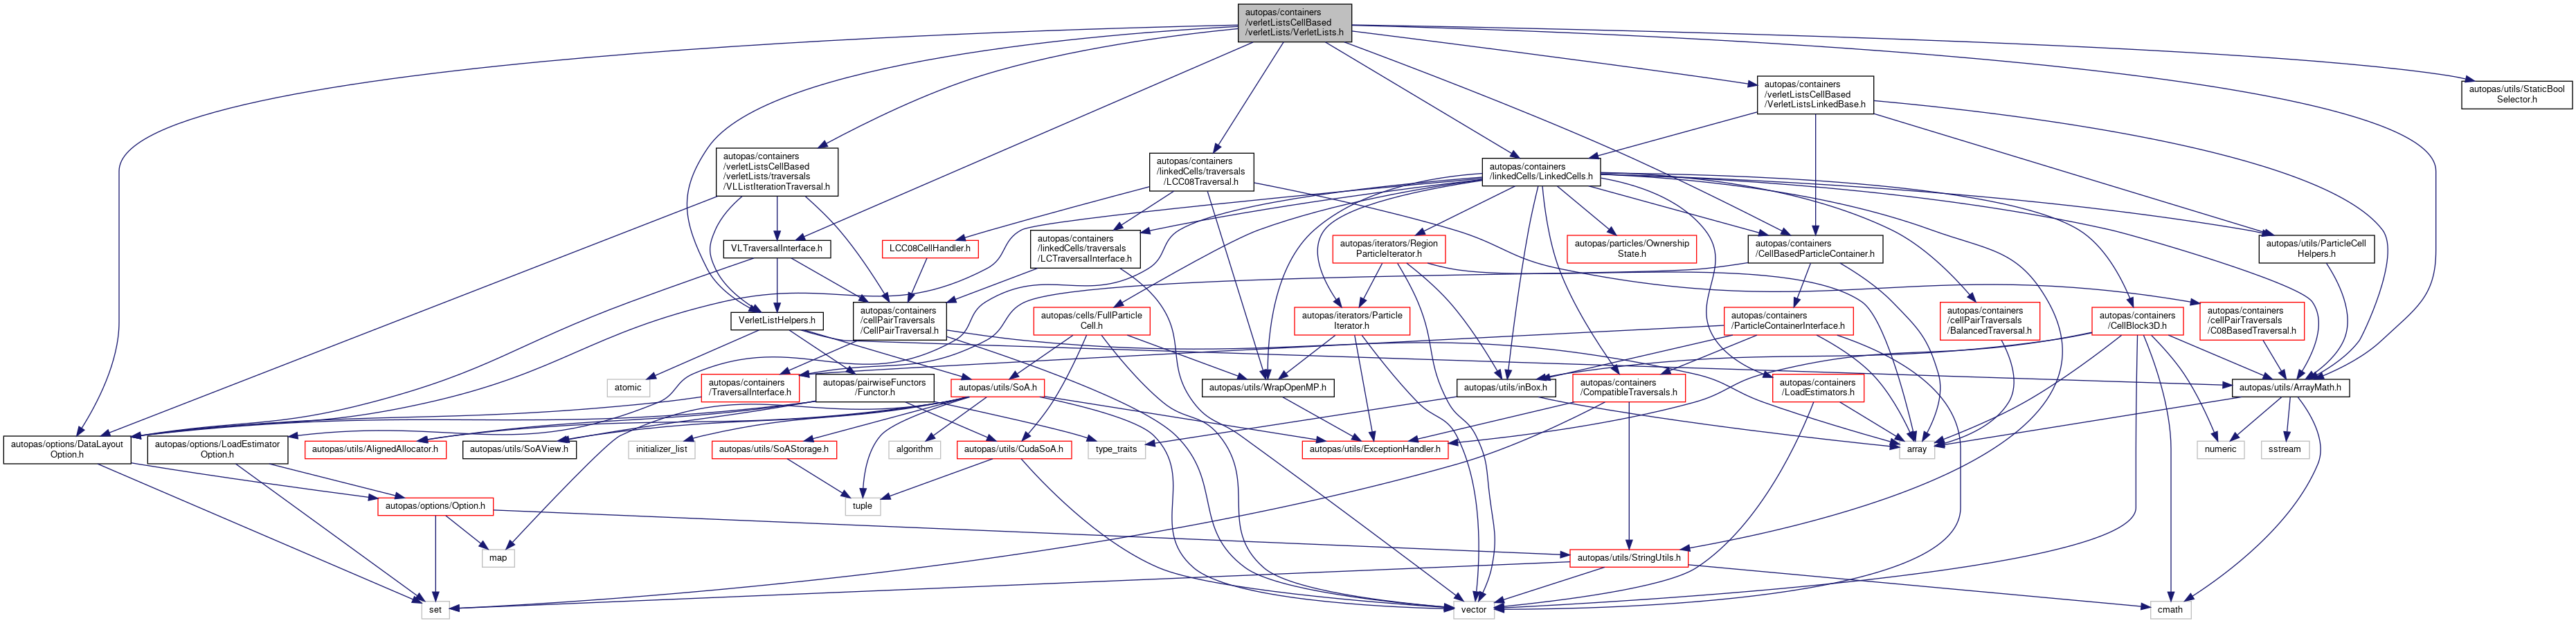 autopas/containers
/verletListsCellBased
/verletLists/VerletLists.h
autopas/containers
/verletListsCellBased
/VerletListsLinkedBase.h
autopas/utils/StaticBool
Selector.h
autopas/containers
/verletListsCellBased
/verletLists/traversals
/VLListIterationTraversal.h
autopas/containers
/linkedCells/traversals
/LCC08Traversal.h
autopas/containers
/linkedCells/LinkedCells.h
VLTraversalInterface.h
LCC08CellHandler.h
autopas/containers
/linkedCells/traversals
/LCTraversalInterface.h
autopas/iterators/Region
ParticleIterator.h
autopas/particles/Ownership
State.h
autopas/containers
/CellBasedParticleContainer.h
autopas/utils/ParticleCell
Helpers.h
VerletListHelpers.h
autopas/containers
/cellPairTraversals
/CellPairTraversal.h
autopas/cells/FullParticle
Cell.h
autopas/iterators/Particle
Iterator.h
autopas/containers
/ParticleContainerInterface.h
autopas/containers
/cellPairTraversals
/BalancedTraversal.h
autopas/containers
/CellBlock3D.h
autopas/containers
/cellPairTraversals
/C08BasedTraversal.h
atomic
autopas/containers
/TraversalInterface.h
autopas/pairwiseFunctors
/Functor.h
autopas/utils/SoA.h
autopas/utils/WrapOpenMP.h
autopas/utils/inBox.h
autopas/containers
/CompatibleTraversals.h
autopas/containers
/LoadEstimators.h
autopas/utils/ArrayMath.h
autopas/options/DataLayout
Option.h
autopas/options/LoadEstimator
Option.h
autopas/utils/AlignedAllocator.h
autopas/utils/SoAView.h
initializer_list
autopas/utils/SoAStorage.h
algorithm
autopas/utils/CudaSoA.h
type_traits
autopas/utils/ExceptionHandler.h
array
numeric
sstream
autopas/options/Option.h
tuple
map
autopas/utils/StringUtils.h
set
vector
cmath